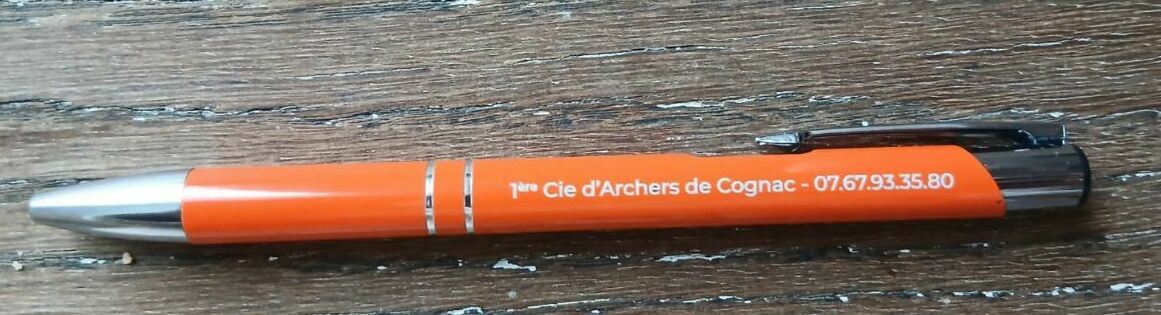 1ère Cie d'Archers de Cognac - 07.67.93.35.80